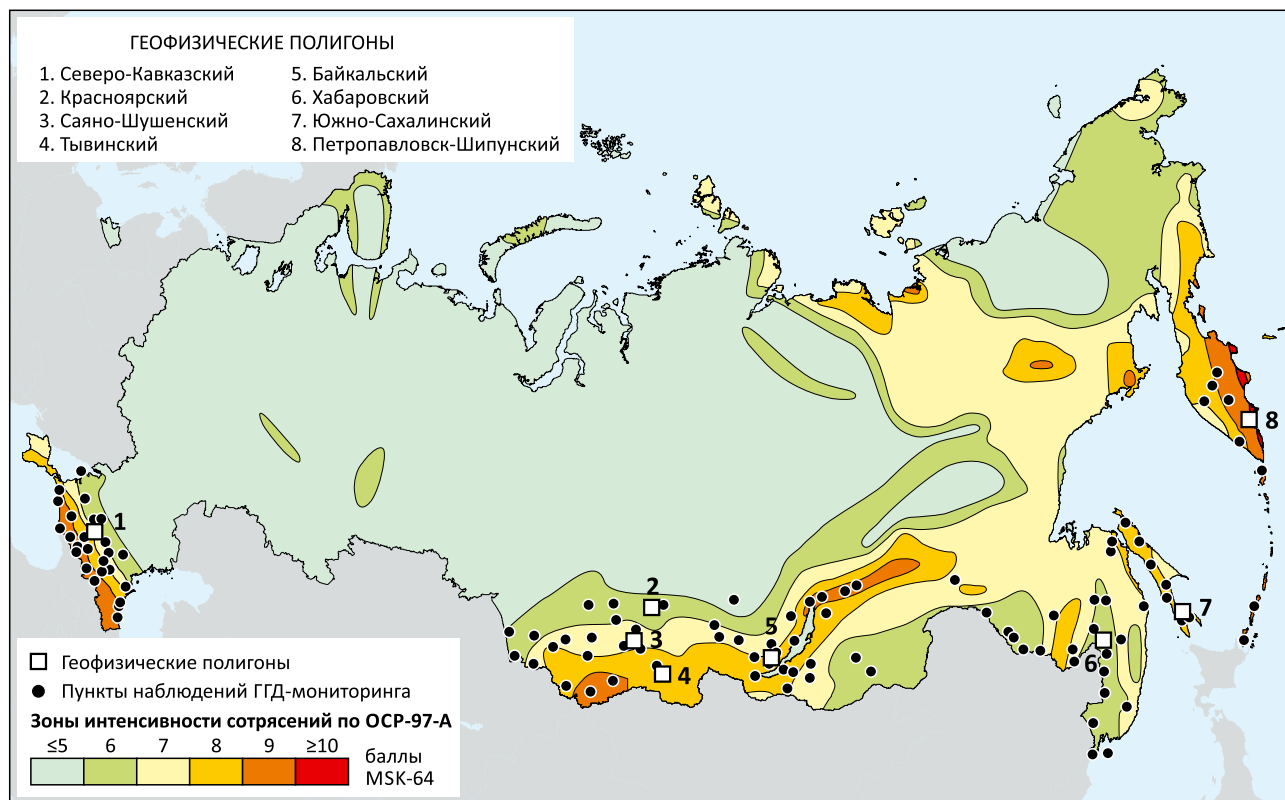 ГЕОФИЗИЧЕСКИЕ ПОЛИГОНЫ
1. Северо-Кавказский
2. Красноярский
3. Саяно-Шушенский
4. Тывинский
5. Байкальский
6. Хабаровский
7. Южно-Сахалинский
8. Петропавловск-Шипунский
8
1
2
7
3
5
6
4
Геофизические полигоны
Пункты наблюдений ГГД-мониторинга
Зоны интенсивности сотрясений по ОСР-97-А
≤5 6 7 8 9 ≥10
баллы
MSK-64